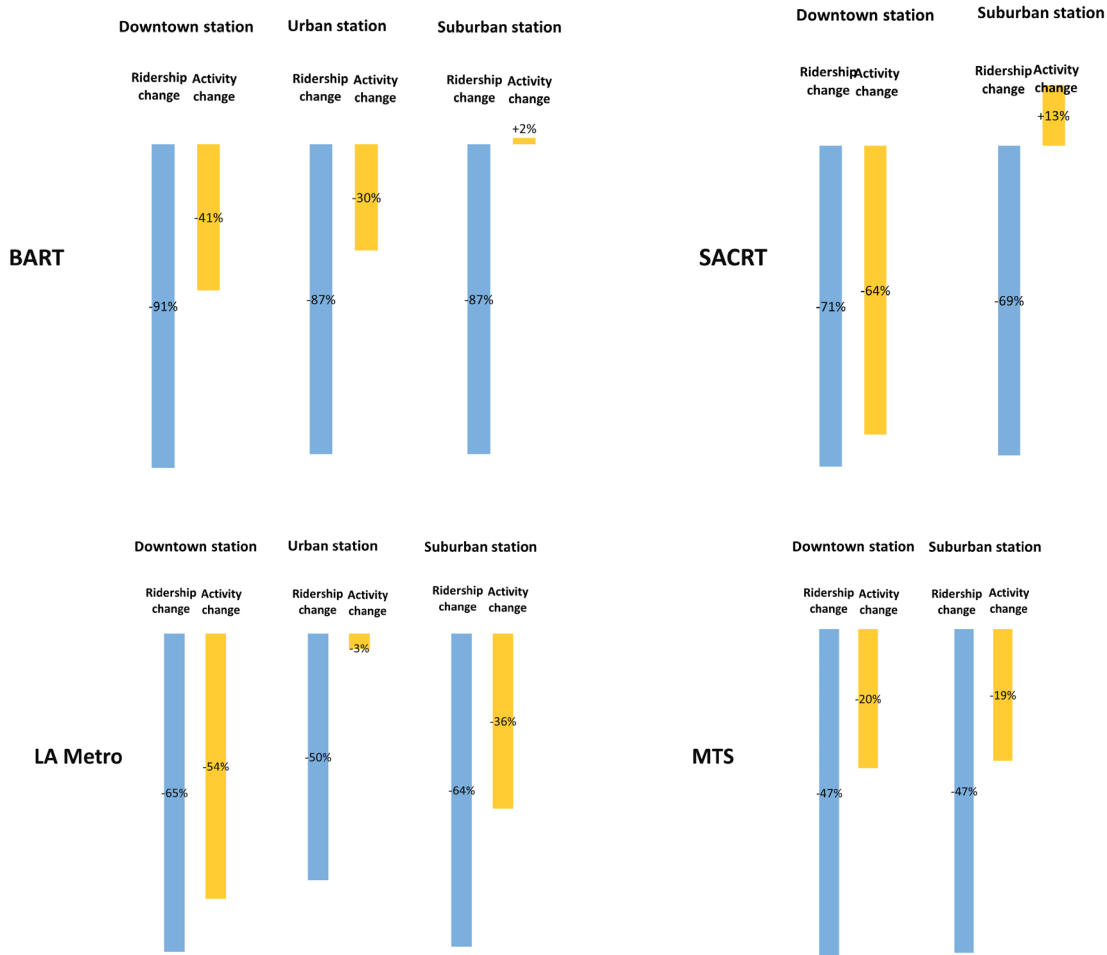 Downtown station Urban station Suburban station
Ridership change Activity change Ridership change Activity change Ridership change Activity change
+2%
-41% -30%
BART
-91% -87% -87%
Downtown station Suburban station
Ridership change Activity change Ridership change Activity change
+13%
SACRT
-71% -64% -69%
Downtown station Urban station Suburban station
Ridership change Activity change Ridership change Activity change Ridership change Activity change
-3%
-36%
LA Metro
-65% -54% -50% -64%
Downtown station Suburban station
Ridership change Activity change Ridership change Activity change
-20% -19%
MTS
-47% -47%